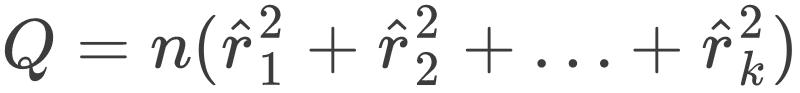 Q = n(r̂₁² + r̂₂² + … + r̂ₖ²)